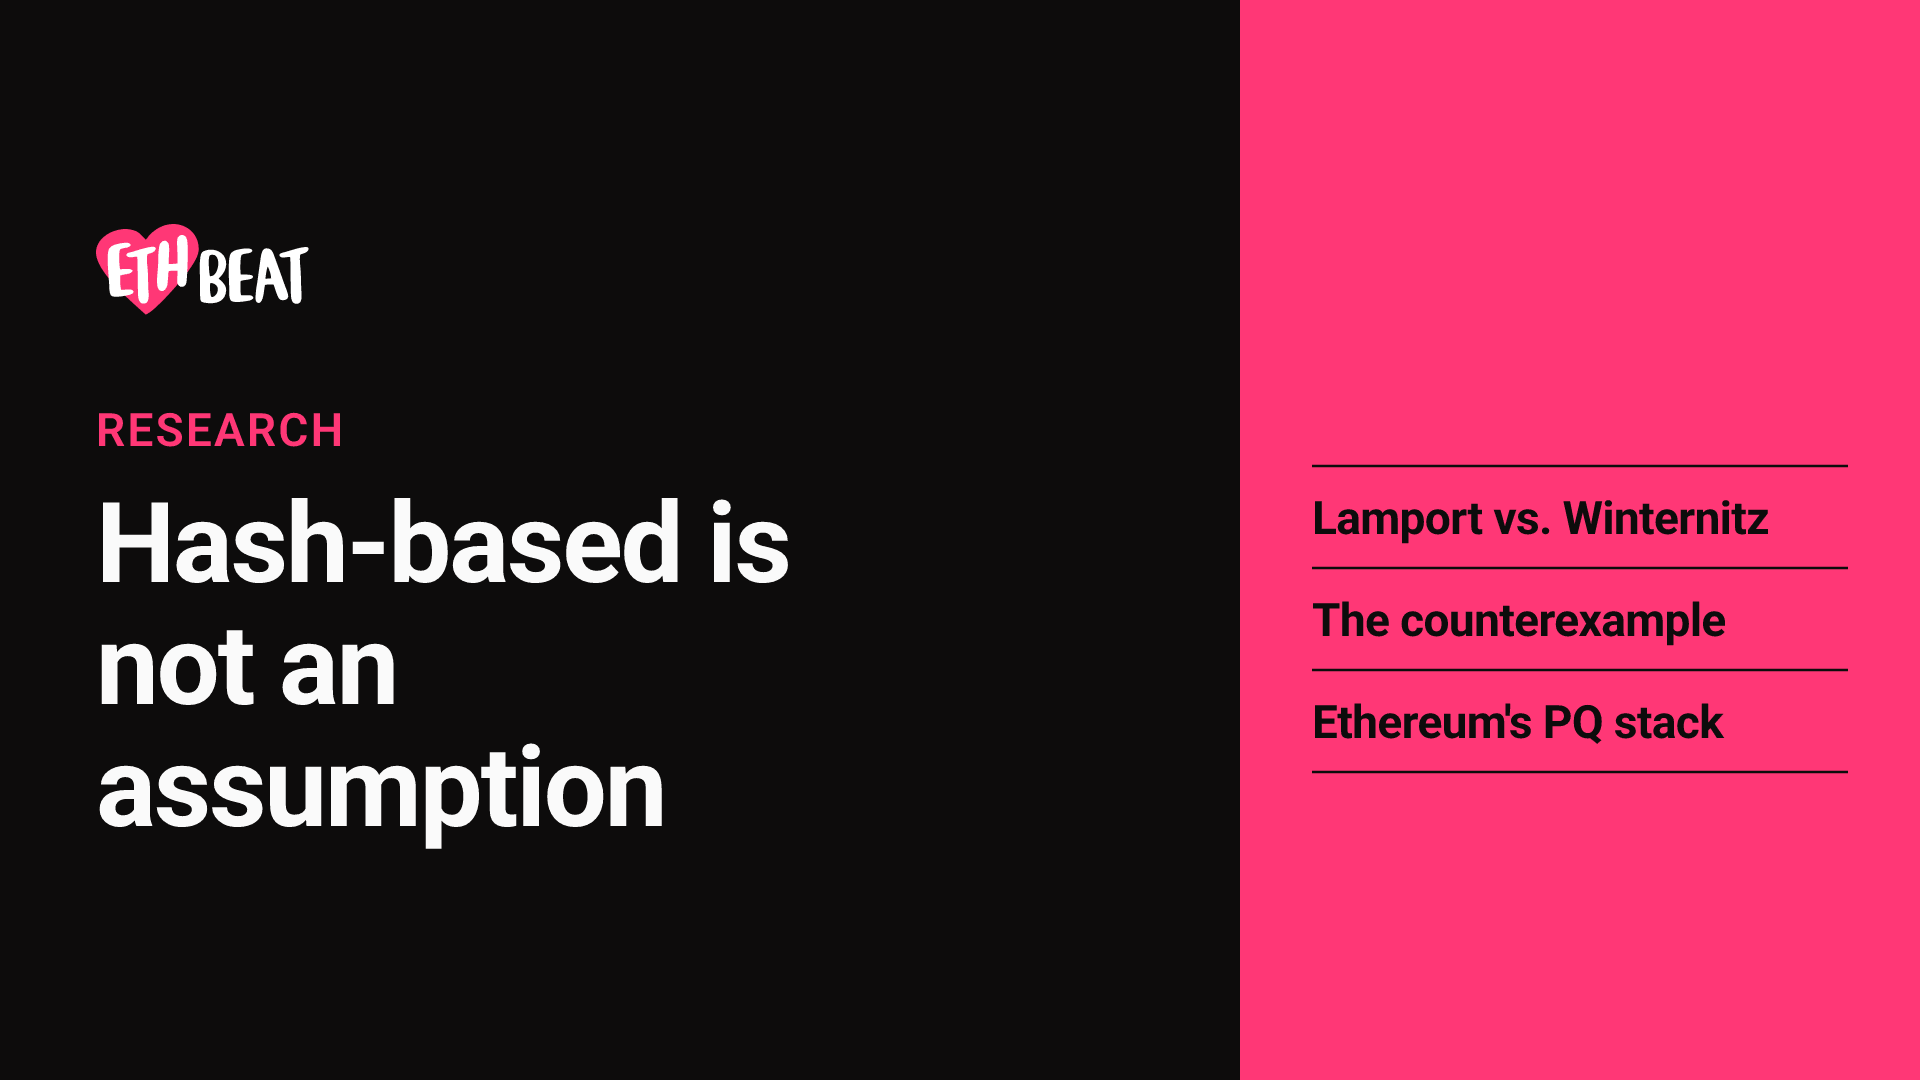 ETH BEAT
RESEARCH
Hash-based is
not an
assumption
Lamport vs. Winternitz
The counterexample
Ethereum's PQ stack